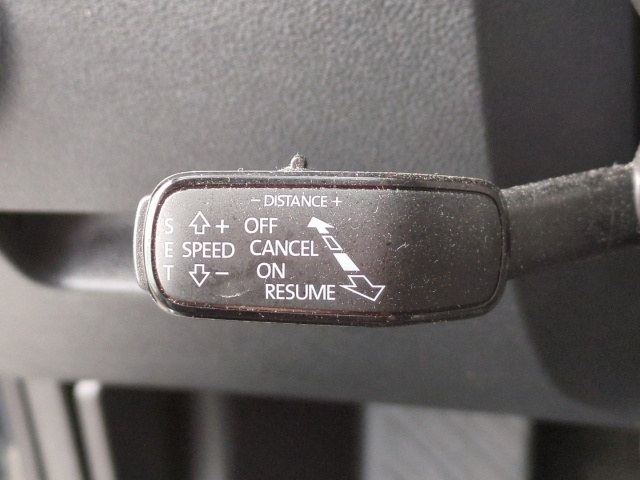 − DISTANCE +
S + OFF
E SPEED CANCEL
T − ON
RESUME